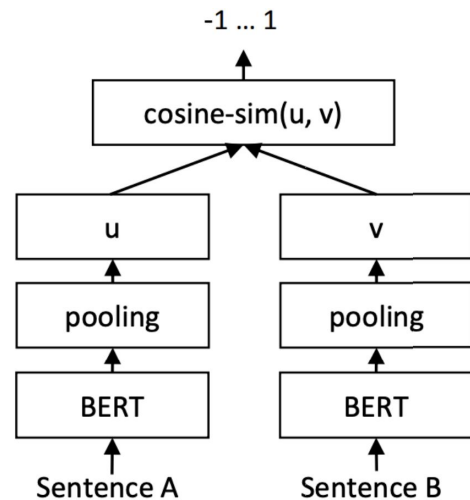 -1 … 1
cosine-sim(u, v)
u v
pooling pooling
BERT BERT
Sentence A Sentence B